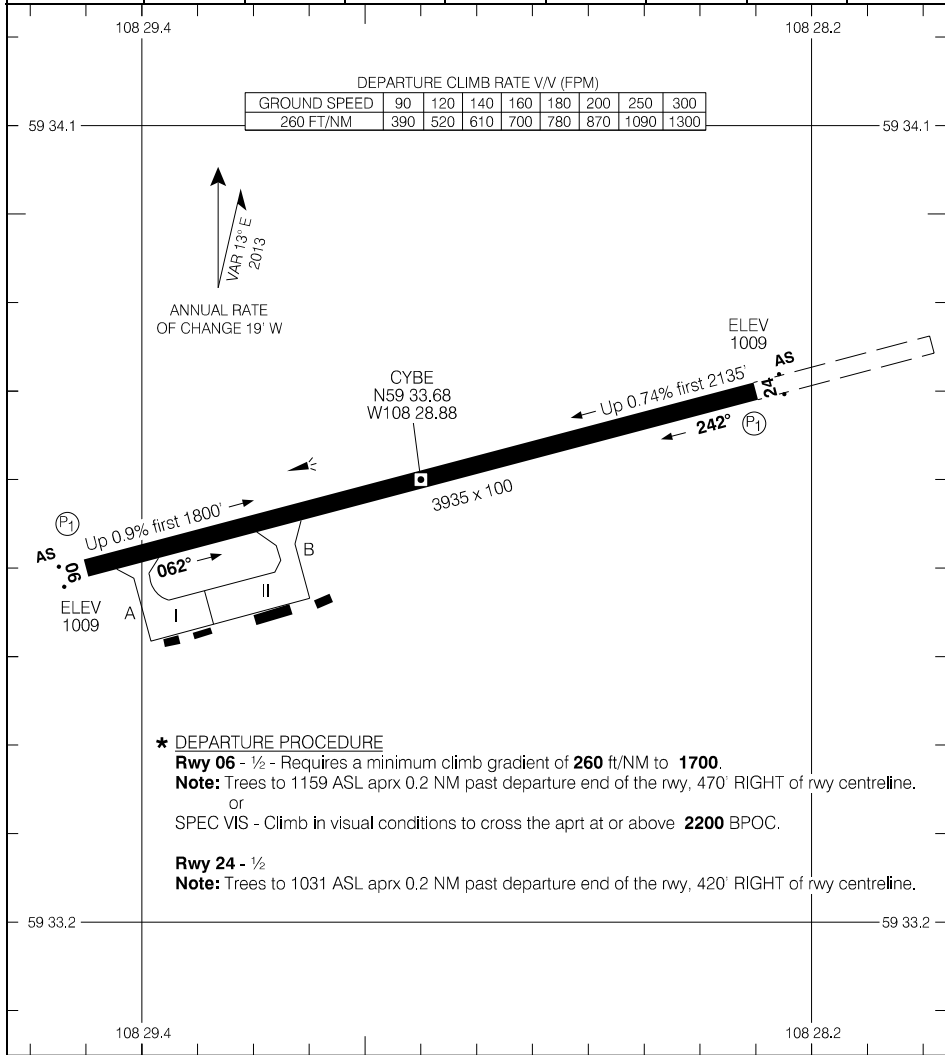 108 29.4
108 28.2
DEPARTURE CLIMB RATE V/V (FPM)
GROUND SPEED 90 120 140 160 180 200 250 300
260 FT/NM 390 520 610 700 780 870 1090 1300
59 34.1
59 34.1
VAR 13° E
2013
ANNUAL RATE
OF CHANGE 19' W
ELEV
1009
AS
24
CYBE
N59 33.68
W108 28.88
Up 0.74% first 2135'
242°
P1
3935 x 100
P1
Up 0.9% first 1800'
AS
06
062°
B
A
I
II
ELEV
1009
* DEPARTURE PROCEDURE
Rwy 06 - ½ - Requires a minimum climb gradient of 260 ft/NM to 1700.
Note: Trees to 1159 ASL aprx 0.2 NM past departure end of the rwy, 470' RIGHT of rwy centreline.
or
SPEC VIS - Climb in visual conditions to cross the aprt at or above 2200 BPOC.
Rwy 24 - ½
Note: Trees to 1031 ASL aprx 0.2 NM past departure end of the rwy, 420' RIGHT of rwy centreline.
59 33.2
59 33.2
108 29.4
108 28.2